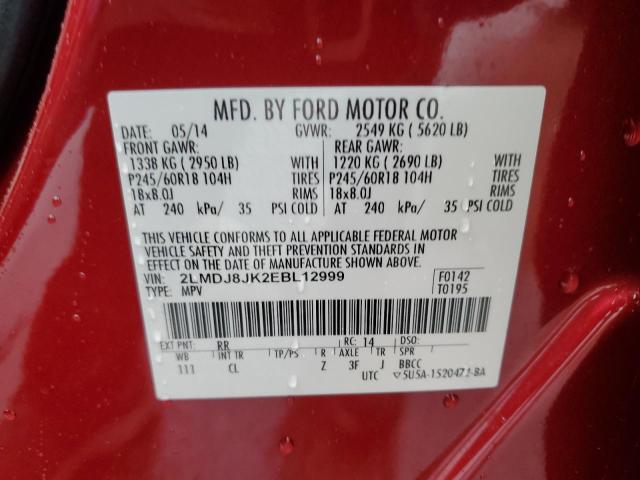 MFD. BY FORD MOTOR CO.
DATE: 05/14 GVWR: 2549 KG ( 5620 LB)
FRONT GAWR: REAR GAWR:
1338 KG ( 2950 LB) WITH 1220 KG ( 2690 LB) WITH
P245/60R18 104H TIRES P245/60R18 104H TIRES
18x8.0J RIMS 18x8.0J RIMS
AT 240 kPa/ 35 PSI COLD AT 240 kPa/ 35 PSI COLD
THIS VEHICLE CONFORMS TO ALL APPLICABLE FEDERAL MOTOR
VEHICLE SAFETY AND THEFT PREVENTION STANDARDS IN
EFFECT ON THE DATE OF MANUFACTURE SHOWN ABOVE.
VIN: 2LMDJ8JK2EBL12999 F0142
TYPE: MPV T0195
EXT PNT: RR RC: 14 DSO:
WB INT TR TP/PS R AXLE TR SPR
111 CL Z 3F J BBCC
UTC